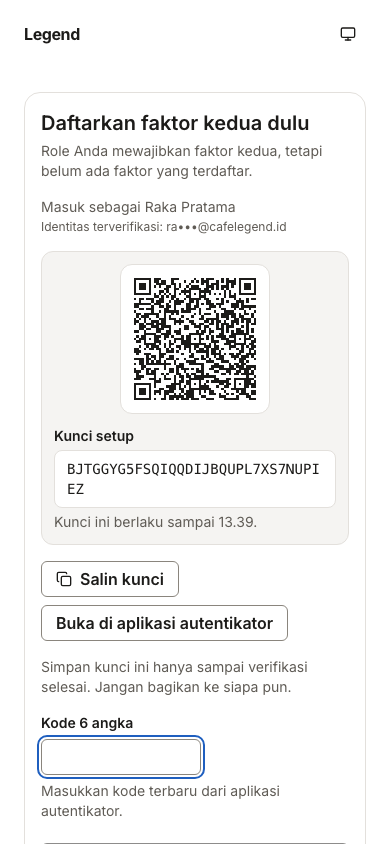 Legend
Daftarkan faktor kedua dulu
Role Anda mewajibkan faktor kedua, tetapi
belum ada faktor yang terdaftar.
Masuk sebagai Raka Pratama
Identitas terverifikasi: ra•••@cafelegend.id
Kunci setup
BJTGGYG5FSQIQQDIJBQUPL7XS7NUPI
EZ
Kunci ini berlaku sampai 13.39.
Salin kunci
Buka di aplikasi autentikator
Simpan kunci ini hanya sampai verifikasi
selesai. Jangan bagikan ke siapa pun.
Kode 6 angka
Masukkan kode terbaru dari aplikasi
autentikator.